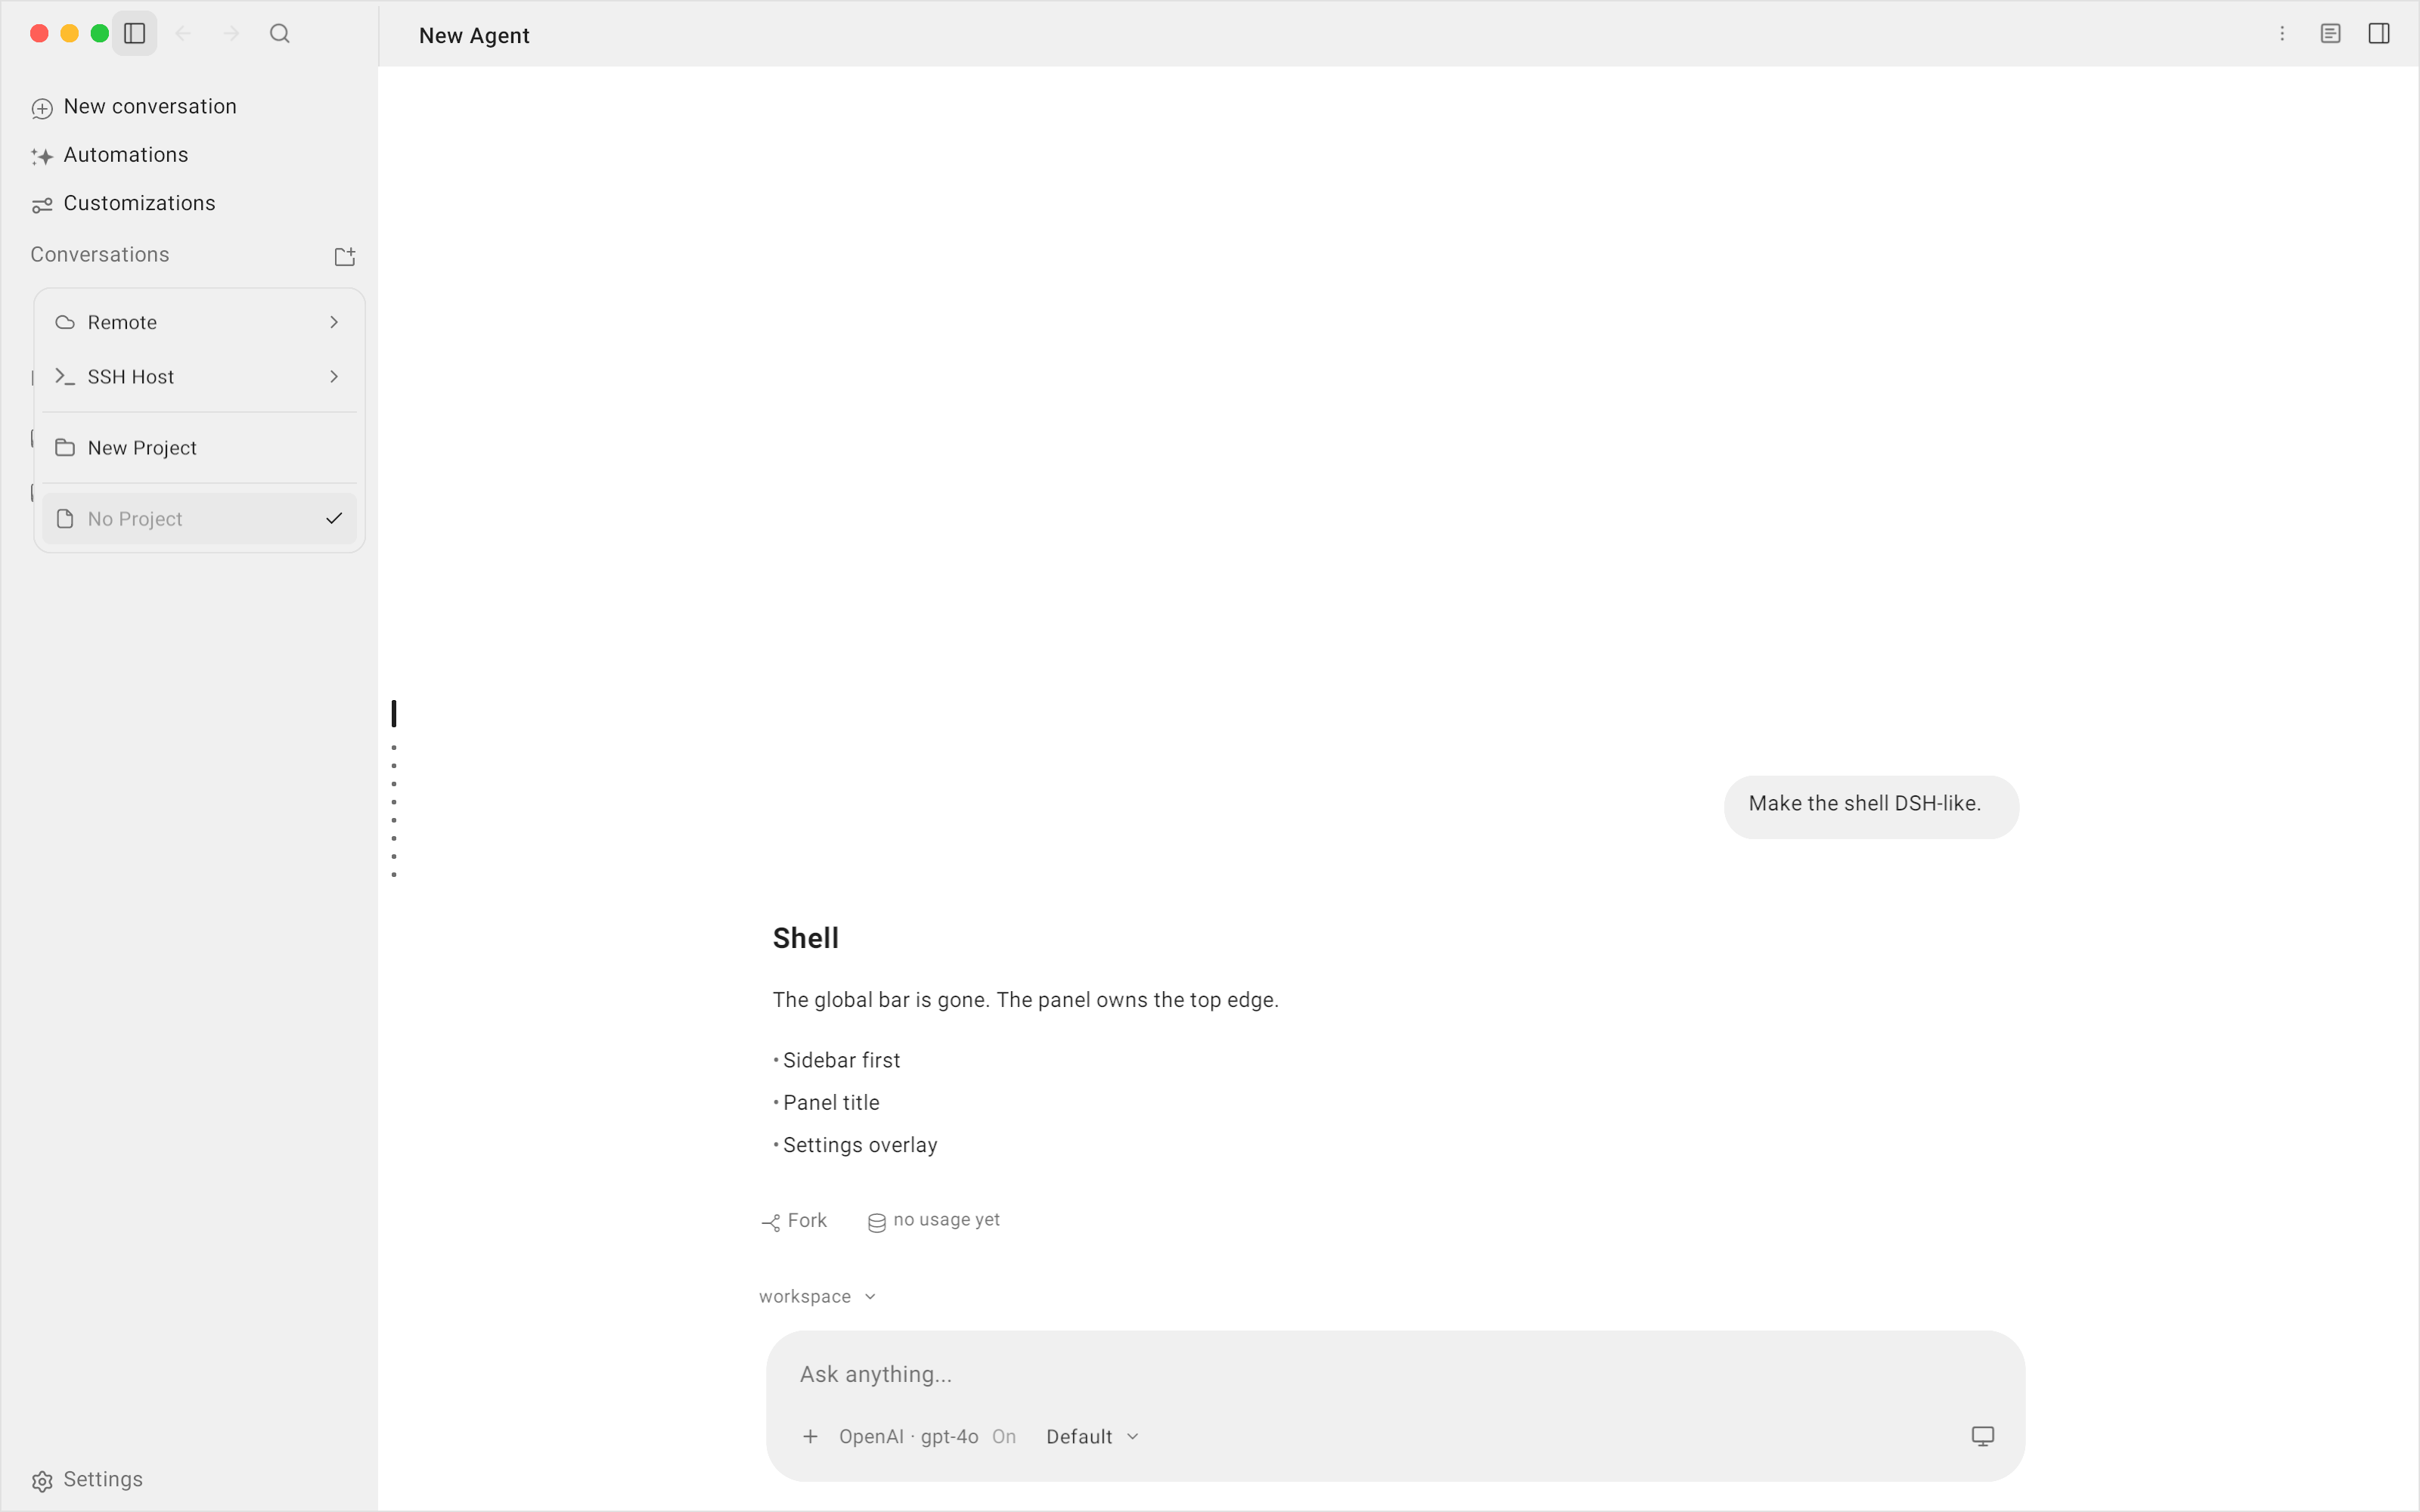 New Agent
New conversation
Automations
Customizations
Conversations
Remote
SSH Host
New Project
No Project
Make the shell DSH-like.
Shell
The global bar is gone. The panel owns the top edge.
• Sidebar first
• Panel title
• Settings overlay
Fork no usage yet
workspace
Ask anything...
OpenAI · gpt-4o On Default
Settings